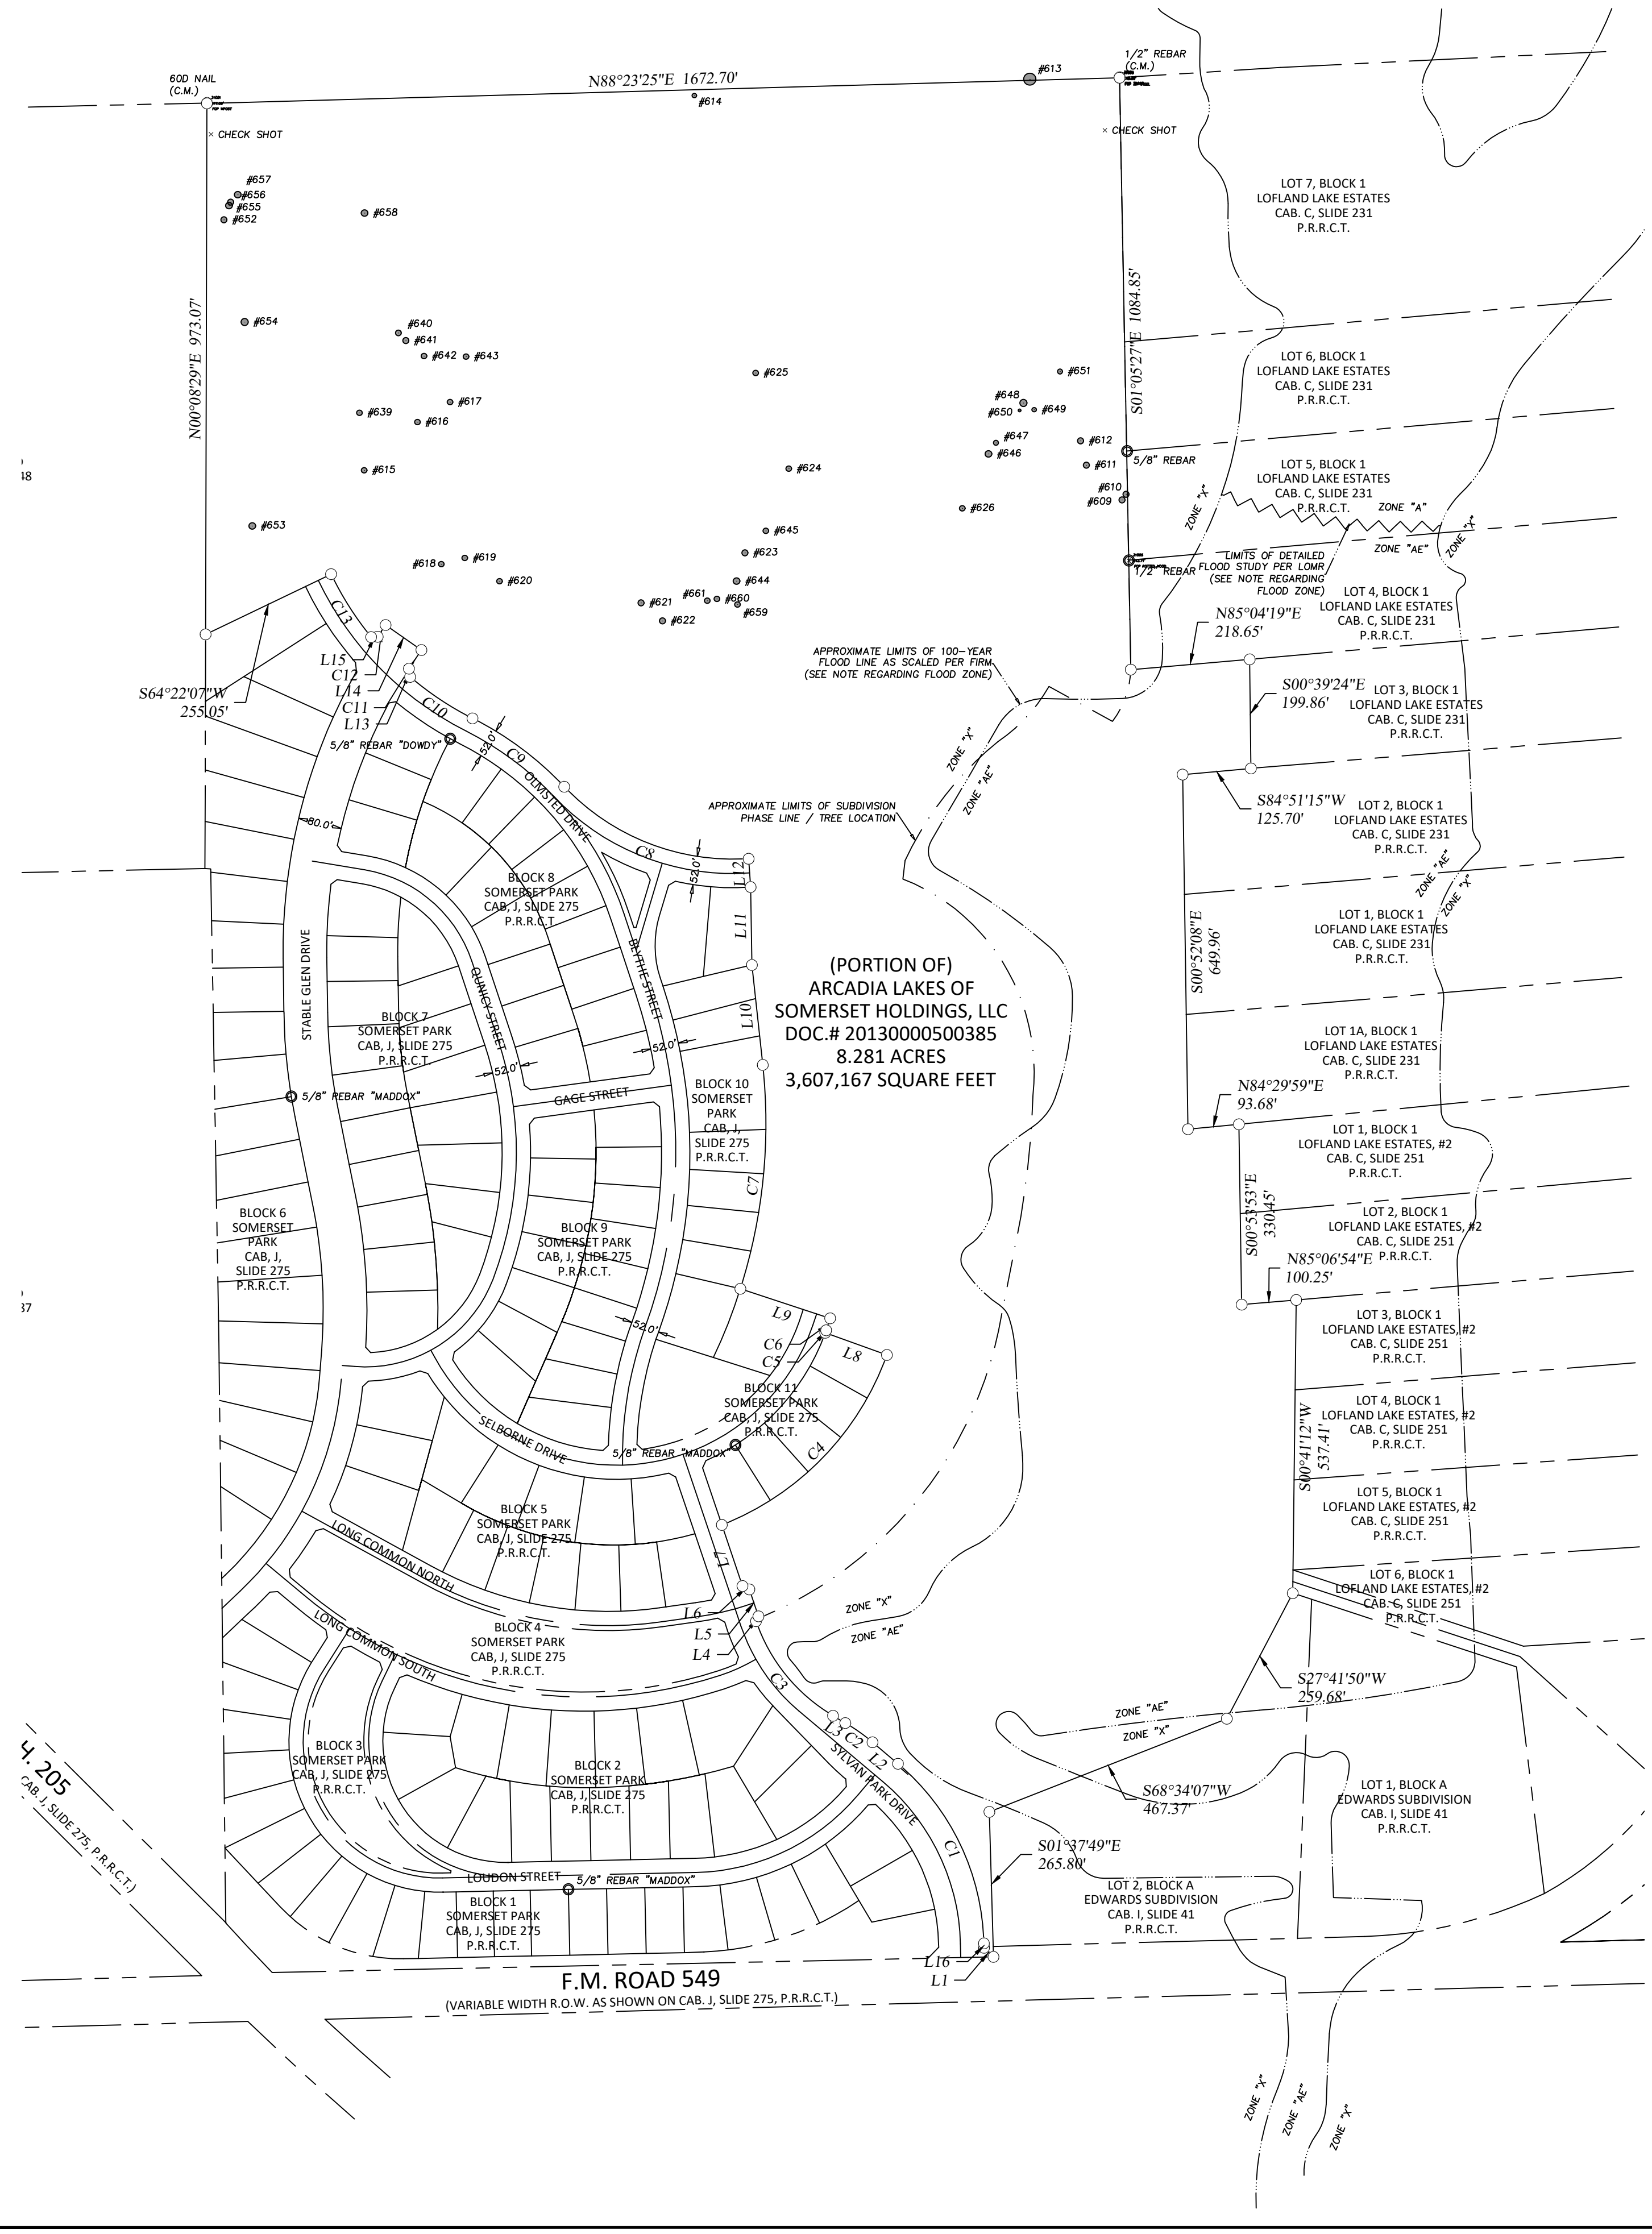 60D NAIL
(C.M.)
N88°23'25"E 1672.70'
#613
#614
1/2" REBAR
(C.M.)
× CHECK SHOT
× CHECK SHOT
#657
#656
#655
#652
#658
LOT 7, BLOCK 1
LOFLAND LAKE ESTATES
CAB. C, SLIDE 231
P.R.R.C.T.
N00°08'29"E 973.07'
S01°05'27"E 1084.85'
#654
#640
#641
#642
#643
#625
#651
#648
#650
#649
#639
#617
#616
#647
#646
#612
5/8" REBAR
#615
#624
#611
#610
#609
#626
#653
#645
#623
#618
#619
#620
#644
#621
#661
#660
#659
#622
LOT 6, BLOCK 1
LOFLAND LAKE ESTATES
CAB. C, SLIDE 231
P.R.R.C.T.
LOT 5, BLOCK 1
LOFLAND LAKE ESTATES
CAB. C, SLIDE 231
P.R.R.C.T.
ZONE "X"
ZONE "A"
ZONE "AE"
ZONE "X"
1/2" REBAR
LIMITS OF DETAILED
FLOOD STUDY PER LOMR
(SEE NOTE REGARDING
FLOOD ZONE)
LOT 4, BLOCK 1
LOFLAND LAKE ESTATES
CAB. C, SLIDE 231
P.R.R.C.T.
N85°04'19"E
218.65'
C13
L15
C12
L14
C11
L13
S64°22'07"W
255.05'
APPROXIMATE LIMITS OF 100-YEAR
FLOOD LINE AS SCALED PER FIRM
(SEE NOTE REGARDING FLOOD ZONE)
S00°39'24"E
199.86'
LOT 3, BLOCK 1
LOFLAND LAKE ESTATES
CAB. C, SLIDE 231
P.R.R.C.T.
C10
5/8" REBAR "DOWDY"
52.0'
C9
OLMSTED DRIVE
ZONE "X"
ZONE "AE"
S84°51'15"W
125.70'
LOT 2, BLOCK 1
LOFLAND LAKE ESTATES
CAB. C, SLIDE 231
P.R.R.C.T.
APPROXIMATE LIMITS OF SUBDIVISION
PHASE LINE / TREE LOCATION
80.0'
C8
52.0'
L12
L11
BLOCK 8
SOMERSET PARK
CAB, J, SLIDE 275
P.R.R.C.T.
ZONE "AE"
ZONE "X"
LOT 1, BLOCK 1
LOFLAND LAKE ESTATES
CAB. C, SLIDE 231
P.R.R.C.T.
S00°52'08"E
649.96'
STABLE GLEN DRIVE
QUNICY STREET
BLYTHE STREET
L10
(PORTION OF)
ARCADIA LAKES OF
SOMERSET HOLDINGS, LLC
DOC.# 20130000500385
8.281 ACRES
3,607,167 SQUARE FEET
BLOCK 7
SOMERSET PARK
CAB, J, SLIDE 275
P.R.R.C.T.
52.0'
52.0'
LOT 1A, BLOCK 1
LOFLAND LAKE ESTATES
CAB. C, SLIDE 231
P.R.R.C.T.
5/8" REBAR "MADDOX"
GAGE STREET
BLOCK 10
SOMERSET
PARK
CAB, J,
SLIDE 275
P.R.R.C.T.
N84°29'59"E
93.68'
LOT 1, BLOCK 1
LOFLAND LAKE ESTATES, #2
CAB. C, SLIDE 251
P.R.R.C.T.
C7
S00°53'53"E
330.45'
BLOCK 6
SOMERSET
PARK
CAB, J,
SLIDE 275
P.R.R.C.T.
BLOCK 9
SOMERSET PARK
CAB, J, SLIDE 275
P.R.R.C.T.
LOT 2, BLOCK 1
LOFLAND LAKE ESTATES, #2
CAB. C, SLIDE 251
P.R.R.C.T.
N85°06'54"E
100.25'
L9
C6
C5
L8
52.0'
LOT 3, BLOCK 1
LOFLAND LAKE ESTATES, #2
CAB. C, SLIDE 251
P.R.R.C.T.
BLOCK 11
SOMERSET PARK
CAB, J, SLIDE 275
P.R.R.C.T.
SELBORNE DRIVE
5/8" REBAR "MADDOX"
C4
S00°41'12"W
537.41'
LOT 4, BLOCK 1
LOFLAND LAKE ESTATES, #2
CAB. C, SLIDE 251
P.R.R.C.T.
BLOCK 5
SOMERSET PARK
CAB, J, SLIDE 275
P.R.R.C.T.
LOT 5, BLOCK 1
LOFLAND LAKE ESTATES, #2
CAB. C, SLIDE 251
P.R.R.C.T.
LONG COMMON NORTH
L7
L6
L5
L4
ZONE "X"
ZONE "AE"
LOT 6, BLOCK 1
LOFLAND LAKE ESTATES, #2
CAB. C, SLIDE 251
P.R.R.C.T.
LONG COMMON SOUTH
BLOCK 4
SOMERSET PARK
CAB, J, SLIDE 275
P.R.R.C.T.
C3
S27°41'50"W
259.68'
ZONE "AE"
ZONE "X"
L3
C2
L2
SYLVAN PARK DRIVE
BLOCK 3
SOMERSET PARK
CAB, J, SLIDE 275
P.R.R.C.T.
BLOCK 2
SOMERSET PARK
CAB, J, SLIDE 275
P.R.R.C.T.
S68°34'07"W
467.37'
LOT 1, BLOCK A
EDWARDS SUBDIVISION
CAB. I, SLIDE 41
P.R.R.C.T.
H. 205
CAB. J, SLIDE 275, P.R.R.C.T.)
C1
S01°37'49"E
265.80'
LOUDON STREET
5/8" REBAR "MADDOX"
BLOCK 1
SOMERSET PARK
CAB, J, SLIDE 275
P.R.R.C.T.
LOT 2, BLOCK A
EDWARDS SUBDIVISION
CAB. I, SLIDE 41
P.R.R.C.T.
L16
L1
F.M. ROAD 549
(VARIABLE WIDTH R.O.W. AS SHOWN ON CAB. J, SLIDE 275, P.R.R.C.T.)
ZONE "X"
ZONE "AE"
ZONE "X"